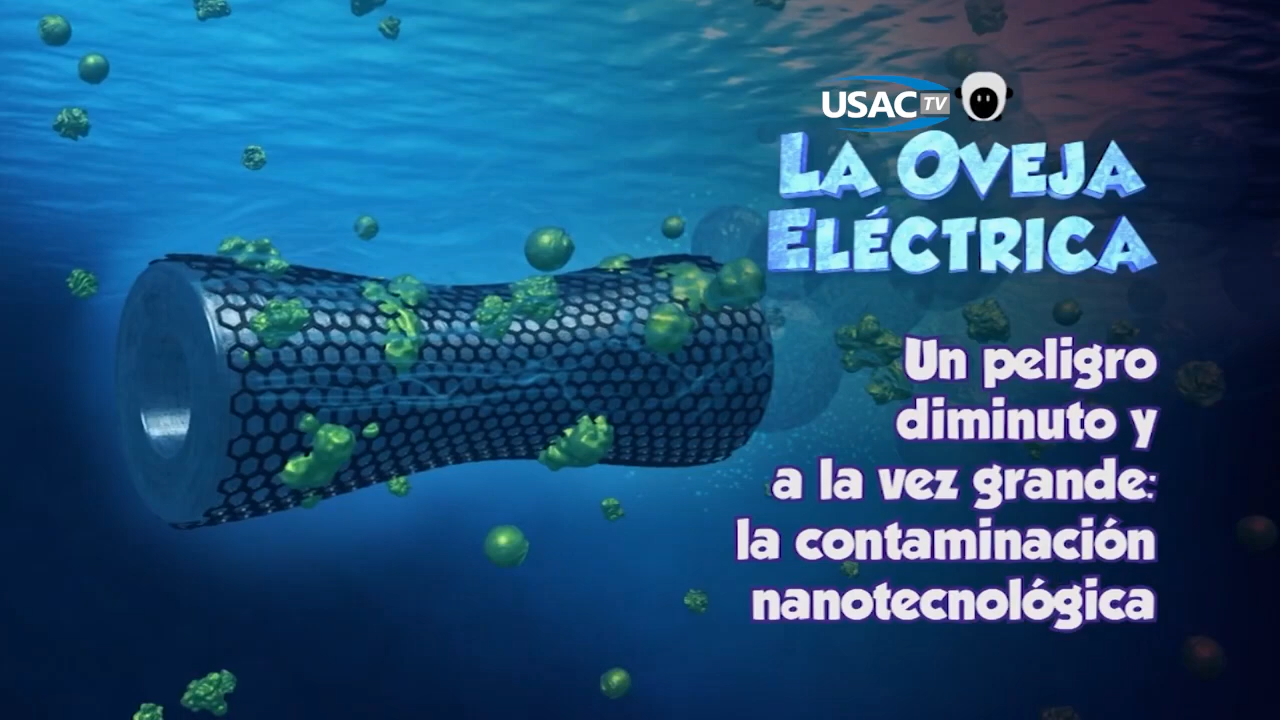 USAC TV
LA OVEJA
ELÉCTRICA
Un peligro
diminuto y
a la vez grande:
la contaminación
nanotecnológica